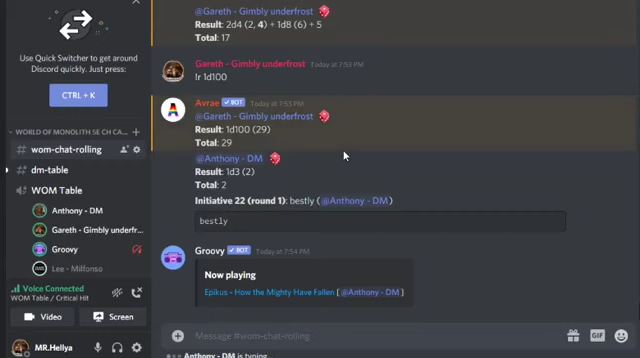 Use Quick Switcher to get around
Discord quickly. Just press:
CTRL + K
WORLD OF MONOLITH SE CH CA...
wom-chat-rolling
dm-table
WOM Table
Anthony - DM
Gareth - Gimbly underfr...
Groovy
Lee - Milfonso
Voice Connected
WOM Table / Critical Hit
Video
Screen
MR.Hellya
@Gareth - Gimbly underfrost
Result: 2d4 (2, 4) + 1d8 (6) + 5
Total: 17
Gareth - Gimbly underfrost Today at 7:53 PM
!r 1d100
Avrae ✓BOT Today at 7:53 PM
@Gareth - Gimbly underfrost
Result: 1d100 (29)
Total: 29
@Anthony - DM
Result: 1d3 (2)
Total: 2
Initiative 22 (round 1): bestly (@Anthony - DM)
bestly
Groovy ✓BOT Today at 7:54 PM
Now playing
Epikus - How the Mighty Have Fallen [@Anthony - DM]
Message #wom-chat-rolling
GIF
Anthony - DM is typing...